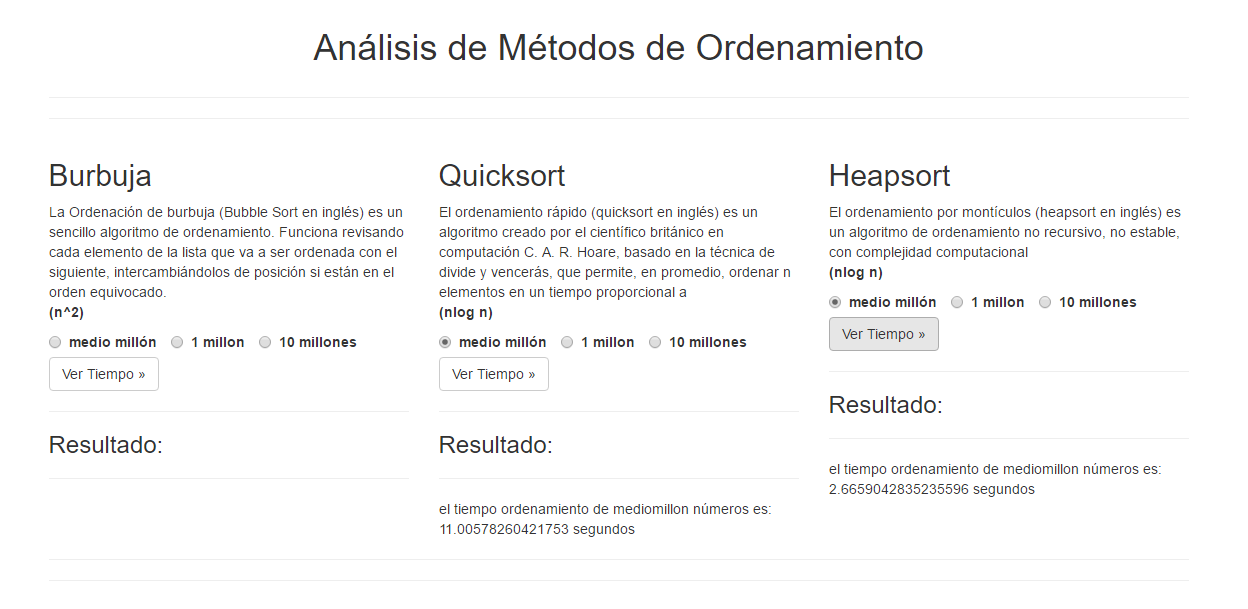 Análisis de Métodos de Ordenamiento
Burbuja
La Ordenación de burbuja (Bubble Sort en inglés) es un
sencillo algoritmo de ordenamiento. Funciona revisando
cada elemento de la lista que va a ser ordenada con el
siguiente, intercambiándolos de posición si están en el
orden equivocado.
(n^2)
medio millón 1 millon 10 millones
Ver Tiempo »
Resultado:
Quicksort
El ordenamiento rápido (quicksort en inglés) es un
algoritmo creado por el científico británico en
computación C. A. R. Hoare, basado en la técnica de
divide y vencerás, que permite, en promedio, ordenar n
elementos en un tiempo proporcional a
(nlog n)
medio millón 1 millon 10 millones
Ver Tiempo »
Resultado:
el tiempo ordenamiento de mediomillon números es:
11.00578260421753 segundos
Heapsort
El ordenamiento por montículos (heapsort en inglés) es
un algoritmo de ordenamiento no recursivo, no estable,
con complejidad computacional
(nlog n)
medio millón 1 millon 10 millones
Ver Tiempo »
Resultado:
el tiempo ordenamiento de mediomillon números es:
2.6659042835235596 segundos